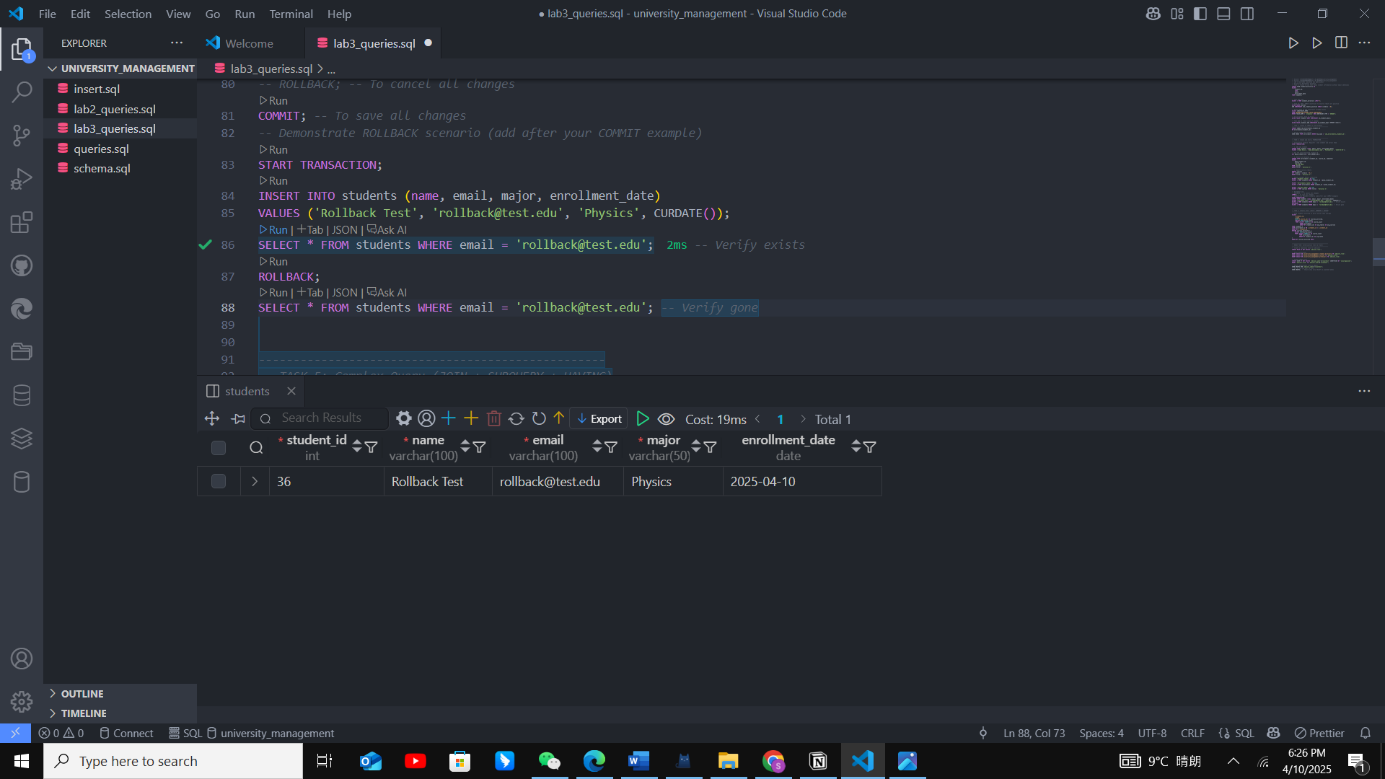 File Edit Selection View Go Run Terminal Help
● lab3_queries.sql - university_management - Visual Studio Code
EXPLORER
Welcome
lab3_queries.sql
UNIVERSITY_MANAGEMENT
lab3_queries.sql > ...
insert.sql
lab2_queries.sql
lab3_queries.sql
queries.sql
schema.sql
80 -- ROLLBACK; -- To cancel all changes
Run
81 COMMIT; -- To save all changes
82 -- Demonstrate ROLLBACK scenario (add after your COMMIT example)
Run
83 START TRANSACTION;
Run
84 INSERT INTO students (name, email, major, enrollment_date)
85 VALUES ('Rollback Test', 'rollback@test.edu', 'Physics', CURDATE());
Run | Tab | JSON | Ask AI
86 SELECT * FROM students WHERE email = 'rollback@test.edu'; 2ms -- Verify exists
Run
87 ROLLBACK;
Run | Tab | JSON | Ask AI
88 SELECT * FROM students WHERE email = 'rollback@test.edu'; -- Verify gone
89
90
91 --------------------------------------------------
students
Search Results
Export
Cost: 19ms
1
Total 1
* student_id
int
* name
varchar(100)
* email
varchar(100)
* major
varchar(50)
enrollment_date
date
36 Rollback Test rollback@test.edu Physics 2025-04-10
OUTLINE
TIMELINE
0 0 Connect SQL university_management
Ln 88, Col 73 Spaces: 4 UTF-8 CRLF SQL Prettier
Type here to search
9°C 晴朗
6:26 PM
4/10/2025
1